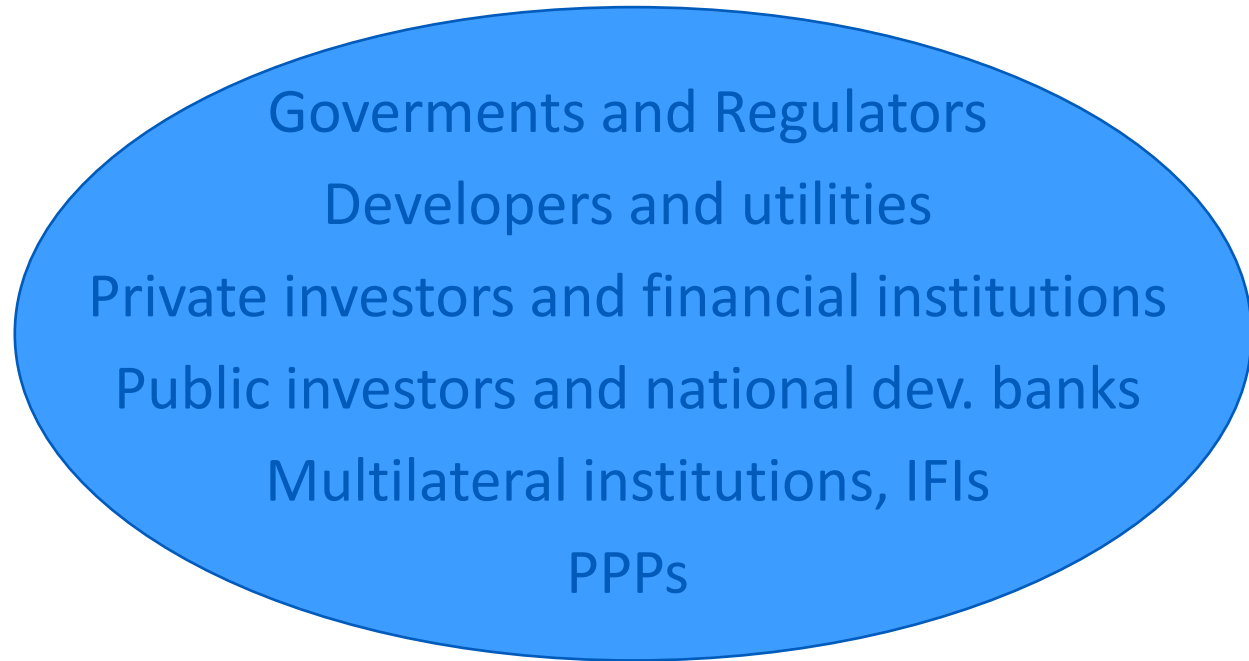 Goverments and Regulators
Developers and utilities
Private investors and financial institutions
Public investors and national dev. banks
Multilateral institutions, IFIs
PPPs